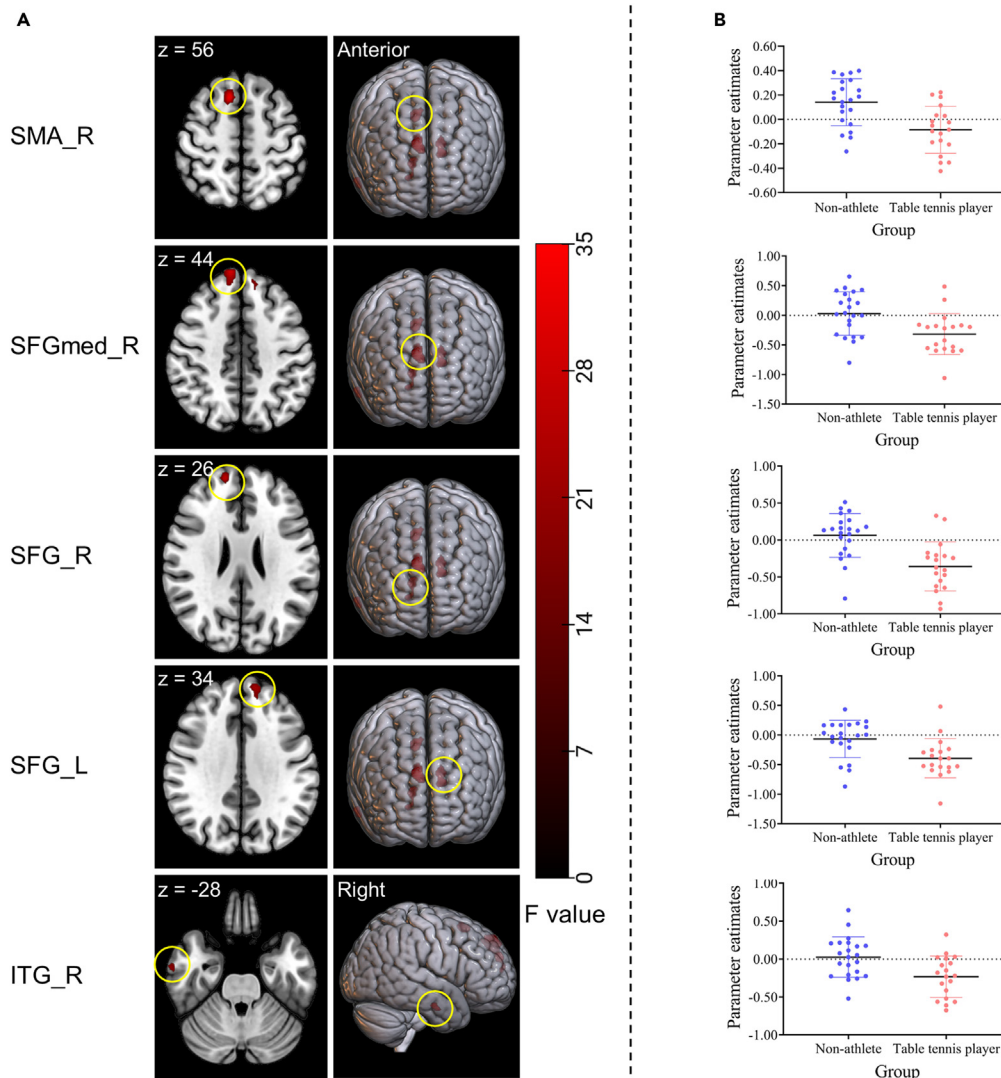 A
B
SMA_R
z = 56
Anterior
SFGmed_R
z = 44
SFG_R
z = 26
SFG_L
z = 34
ITG_R
z = -28
Right
35
28
21
14
7
0
F value
Parameter eatimates
0.60
0.40
0.20
0.00
-0.20
-0.40
-0.60
Non-athlete Table tennis player
Group
Parameter eatimates
1.00
0.50
0.00
-0.50
-1.00
-1.50
Non-athlete Table tennis player
Group
Parameter eatimates
1.00
0.50
0.00
-0.50
-1.00
Non-athlete Table tennis player
Group
Parameter eatimates
1.00
0.50
0.00
-0.50
-1.00
-1.50
Non-athlete Table tennis player
Group
Parameter eatimates
1.00
0.50
0.00
-0.50
-1.00
Non-athlete Table tennis player
Group